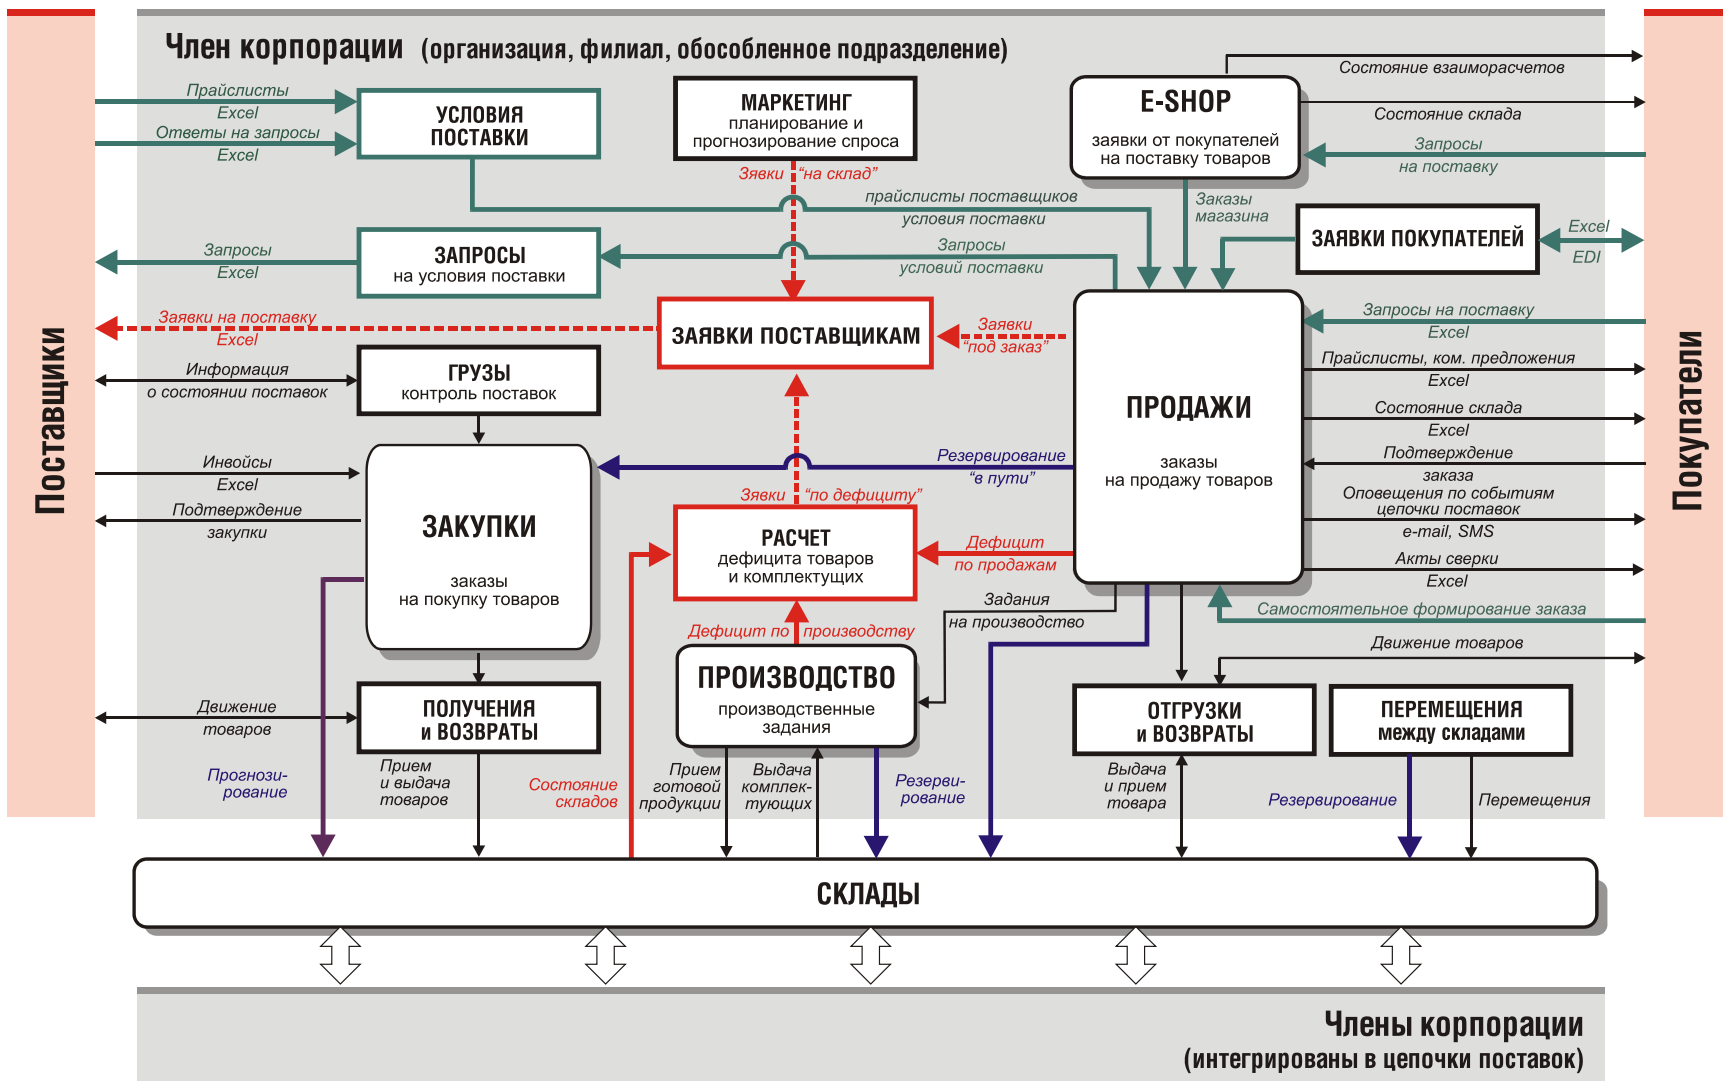 Член корпорации (организация, филиал, обособленное подразделение)
Поставщики
Покупатели
Прайслисты
Excel
Ответы на запросы
Excel
УСЛОВИЯ
ПОСТАВКИ
МАРКЕТИНГ
планирование и
прогнозирование спроса
Зявки "на склад"
E-SHOP
заявки от покупателей
на поставку товаров
Состояние взаиморасчетов
Состояние склада
Запросы
на поставку
прайслисты поставщиков
условия поставки
Заказы
магазина
ЗАЯВКИ ПОКУПАТЕЛЕЙ
Excel
EDI
Запросы
Excel
ЗАПРОСЫ
на условия поставки
Запросы
условий поставки
Заявки на поставку
Excel
ЗАЯВКИ ПОСТАВЩИКАМ
Заявки
"под заказ"
ПРОДАЖИ
заказы
на продажу товаров
Запросы на поставку
Excel
Прайслисты, ком. предложения
Excel
Состояние склада
Excel
Подтверждение
заказа
Оповещения по событиям
цепочки поставок
e-mail, SMS
Акты сверки
Excel
Самостоятельное формирование заказа
Движение товаров
Информация
о состоянии поставок
ГРУЗЫ
контроль поставок
Инвойсы
Excel
Подтверждение
закупки
ЗАКУПКИ
заказы
на покупку товаров
Резервирование
"в пути"
Зявки "по дефициту"
РАСЧЕТ
дефицита товаров
и комплектущих
Дефицит
по продажам
Дефицит по производству
Задания
на производство
ПРОИЗВОДСТВО
производственные
задания
Движение
товаров
ПОЛУЧЕНИЯ
и ВОЗВРАТЫ
ОТГРУЗКИ
и ВОЗВРАТЫ
ПЕРЕМЕЩЕНИЯ
между складами
Прогнози-
рование
Прием
и выдача
товаров
Состояние
складов
Прием
готовой
продукции
Выдача
комплек-
тующих
Резерви-
рование
Выдача
и прием
товара
Резервирование
Перемещения
СКЛАДЫ
Члены корпорации
(интегрированы в цепочки поставок)